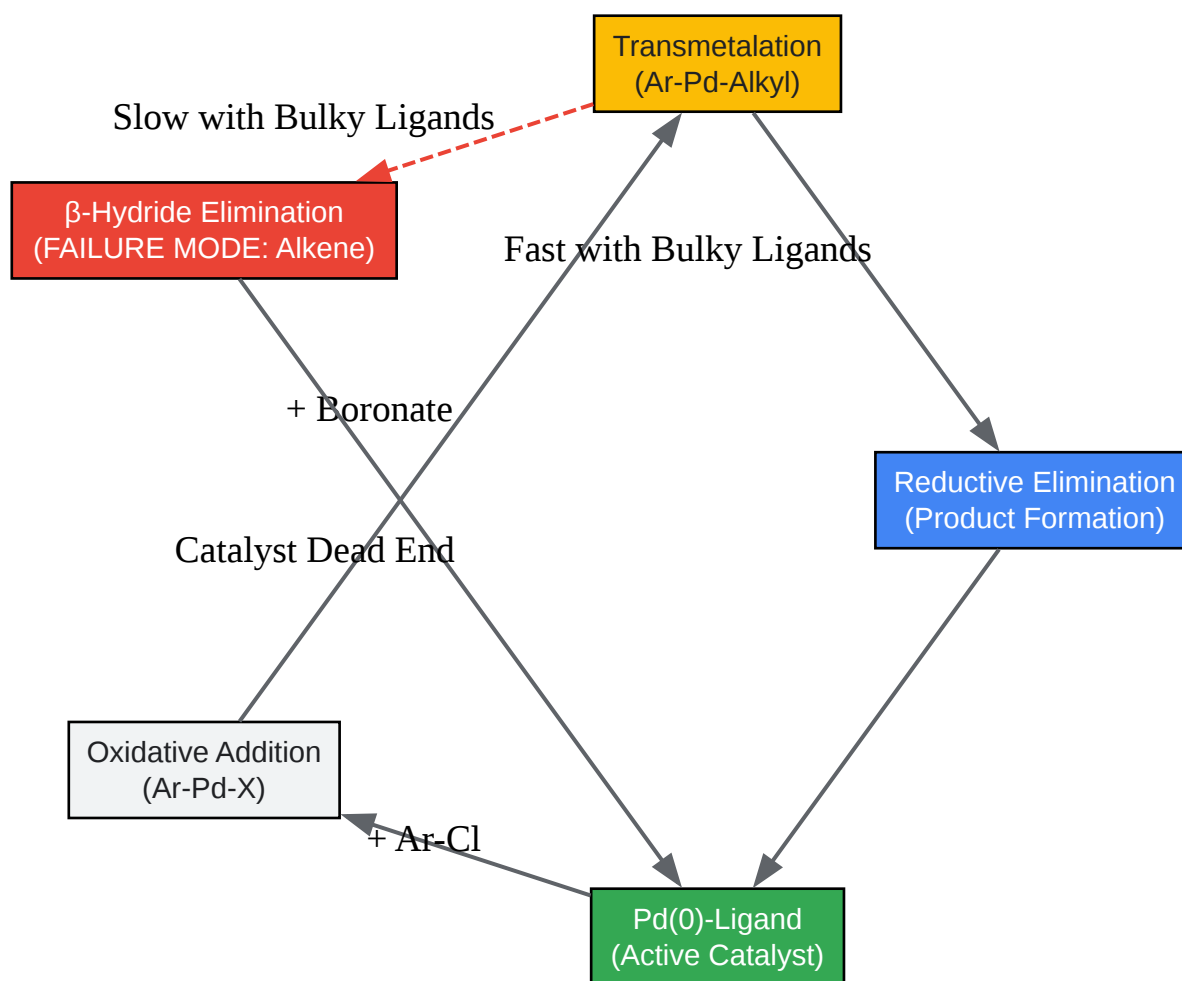 Transmetalation
(Ar-Pd-Alkyl)
Slow with Bulky Ligands
β-Hydride Elimination
(FAILURE MODE: Alkene)
Fast with Bulky Ligands
+ Boronate
Reductive Elimination
(Product Formation)
Catalyst Dead End
Oxidative Addition
(Ar-Pd-X)
+ Ar-Cl
Pd(0)-Ligand
(Active Catalyst)